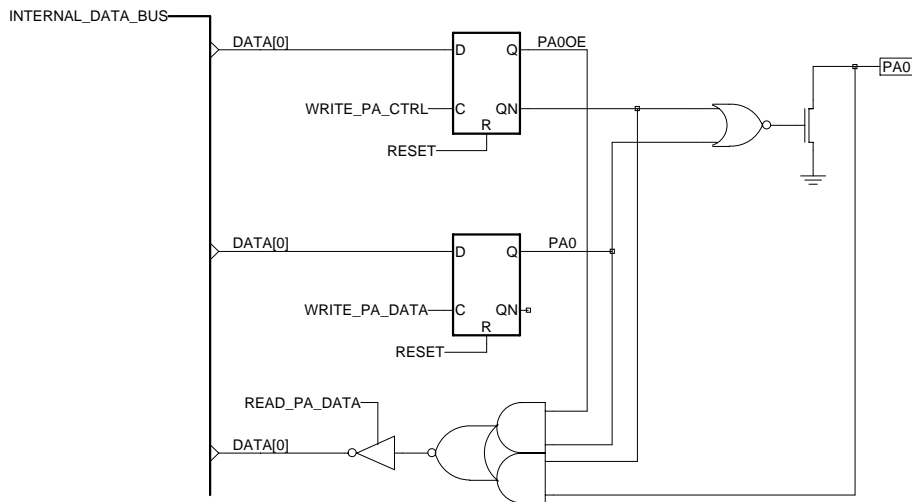 INTERNAL_DATA_BUS
DATA[0]
D
Q
PA0OE
PA0
WRITE_PA_CTRL
C
QN
R
RESET
DATA[0]
D
Q
PA0
WRITE_PA_DATA
C
QN
R
RESET
READ_PA_DATA
DATA[0]